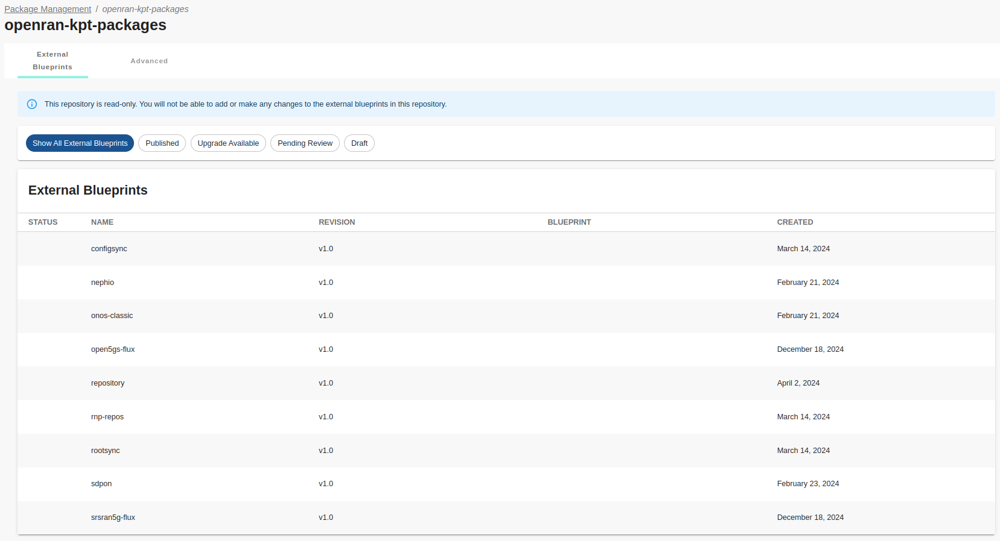 Package Management / openran-kpt-packages
openran-kpt-packages
External
Blueprints
Advanced
This repository is read-only. You will not be able to add or make any changes to the external blueprints in this repository.
Show All External Blueprints Published Upgrade Available Pending Review Draft
External Blueprints
STATUS NAME REVISION BLUEPRINT CREATED
configsync v1.0 March 14, 2024
nephio v1.0 February 21, 2024
onos-classic v1.0 February 21, 2024
open5gs-flux v1.0 December 18, 2024
repository v1.0 April 2, 2024
rnp-repos v1.0 March 14, 2024
rootsync v1.0 March 14, 2024
sdpon v1.0 February 23, 2024
srsran5g-flux v1.0 December 18, 2024